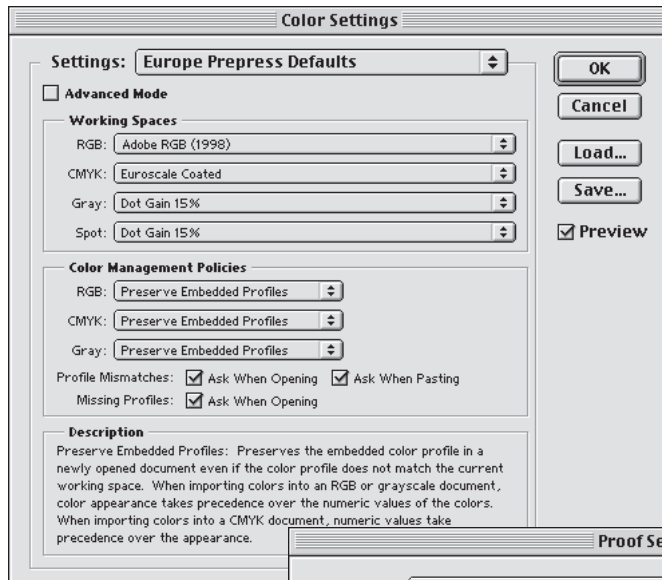 Color Settings
Settings: Europe Prepress Defaults
OK
Advanced Mode
Cancel
Working Spaces
RGB: Adobe RGB (1998)
Load...
CMYK: Euroscale Coated
Save...
Gray: Dot Gain 15%
Spot: Dot Gain 15%
Preview
Color Management Policies
RGB: Preserve Embedded Profiles
CMYK: Preserve Embedded Profiles
Gray: Preserve Embedded Profiles
Profile Mismatches: Ask When Opening Ask When Pasting
Missing Profiles: Ask When Opening
Description
Preserve Embedded Profiles: Preserves the embedded color profile in a
newly opened document even if the color profile does not match the current
working space. When importing colors into an RGB or grayscale document,
color appearance takes precedence over the numeric values of the colors.
When importing colors into a CMYK document, numeric values take
precedence over the appearance.
Proof Se